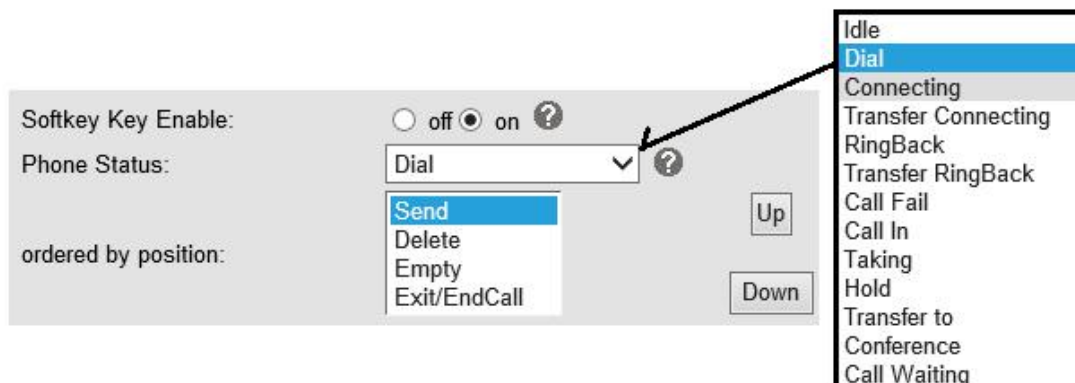 Softkey Key Enable: off on ?
Phone Status: Dial ?
ordered by position:
Send
Delete
Empty
Exit/EndCall
Up
Down
Idle
Dial
Connecting
Transfer Connecting
RingBack
Transfer RingBack
Call Fail
Call In
Taking
Hold
Transfer to
Conference
Call Waiting